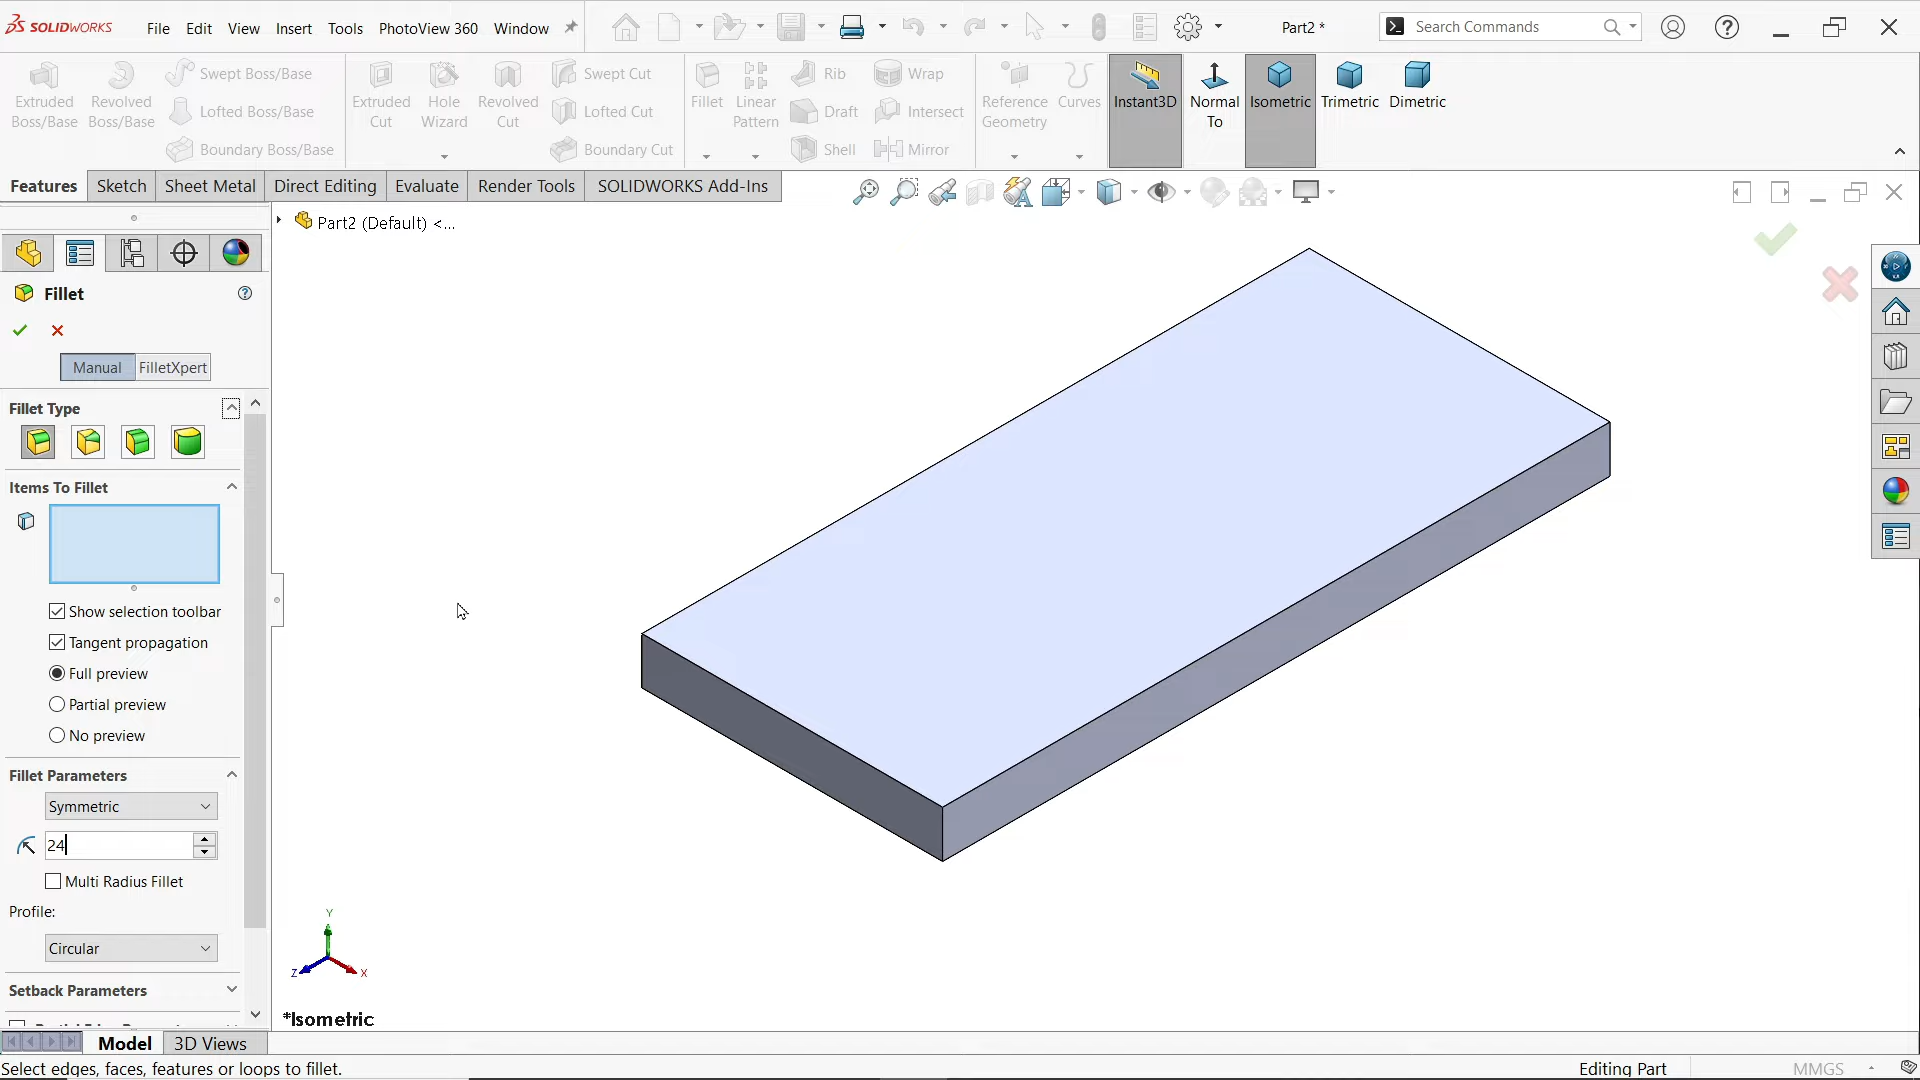 SOLIDWORKS File Edit View Insert Tools PhotoView 360 Window Part2 * Search Commands
Extruded Boss/Base
Revolved Boss/Base
Swept Boss/Base
Lofted Boss/Base
Boundary Boss/Base
Extruded Cut
Hole Wizard
Revolved Cut
Swept Cut
Lofted Cut
Boundary Cut
Fillet
Linear Pattern
Rib
Draft
Shell
Wrap
Intersect
Mirror
Reference Geometry
Curves
Instant3D
Normal To
Isometric
Trimetric
Dimetric
Features Sketch Sheet Metal Direct Editing Evaluate Render Tools SOLIDWORKS Add-Ins
Part2 (Default) <...
Fillet
Manual FilletXpert
Fillet Type
Items To Fillet
Show selection toolbar
Tangent propagation
Full preview
Partial preview
No preview
Fillet Parameters
Symmetric
24
Multi Radius Fillet
Profile:
Circular
Setback Parameters
Y
Z X
*Isometric
Model 3D Views
Select edges, faces, features or loops to fillet. Editing Part MMGS